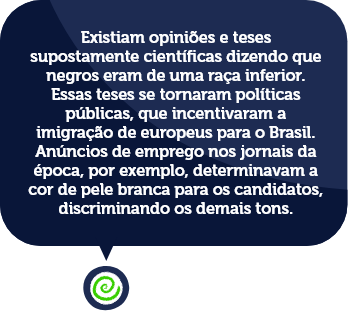 Existiam opiniões e teses
supostamente científicas dizendo que
negros eram de uma raça inferior.
Essas teses se tornaram políticas
públicas, que incentivaram a
imigração de europeus para o Brasil.
Anúncios de emprego nos jornais da
época, por exemplo, determinavam a
cor de pele branca para os candidatos,
discriminando os demais tons.